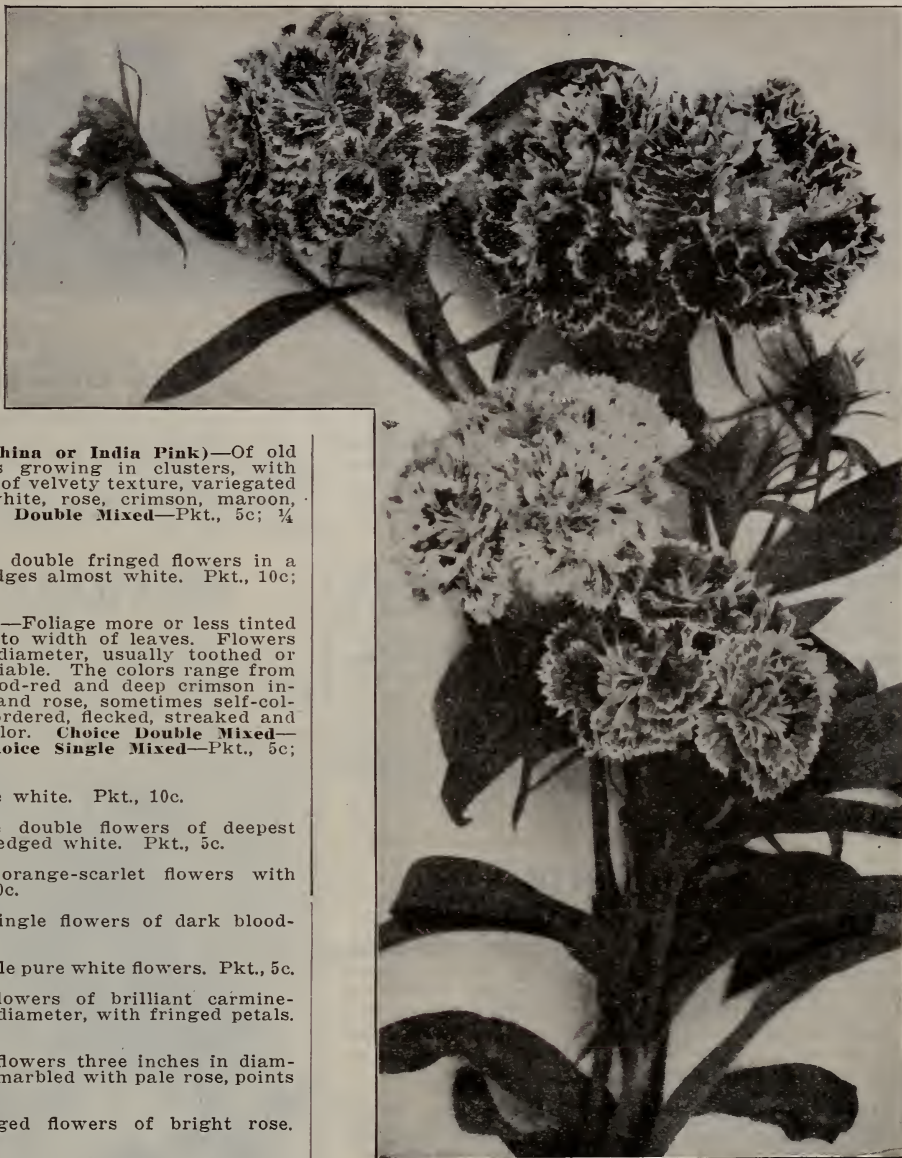 hina or India Pink)—Of old
s growing in clusters, with
of velvety texture, variegated
hite, rose, crimson, maroon,
Double Mixed—Pkt., 5c; ¼
double fringed flowers in a
dges almost white. Pkt., 10c;
—Foliage more or less tinted
to width of leaves. Flowers
diameter, usually toothed or
iable. The colors range from
od-red and deep crimson in-
and rose, sometimes self-col-
rdered, flecked, streaked and
lor. Choice Double Mixed—
oice Single Mixed—Pkt., 5c;
e white. Pkt., 10c.
e double flowers of deepest
edged white. Pkt., 5c.
orange-scarlet flowers with
0c.
ingle flowers of dark blood-
le pure white flowers. Pkt., 5c.
lowers of brilliant carmine-
diameter, with fringed petals.
flowers three inches in diam-
marbled with pale rose, points
ged flowers of bright rose.